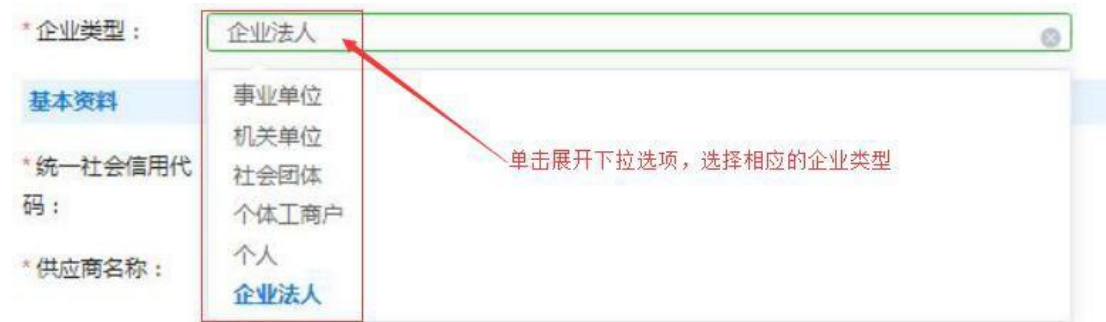 *企业类型：
企业法人
事业单位
基本资料
机关单位
单击展开下拉选项，选择相应的企业类型
*统一社会信用代
码：
社会团体
个体工商户
个人
*供应商名称：
企业法人